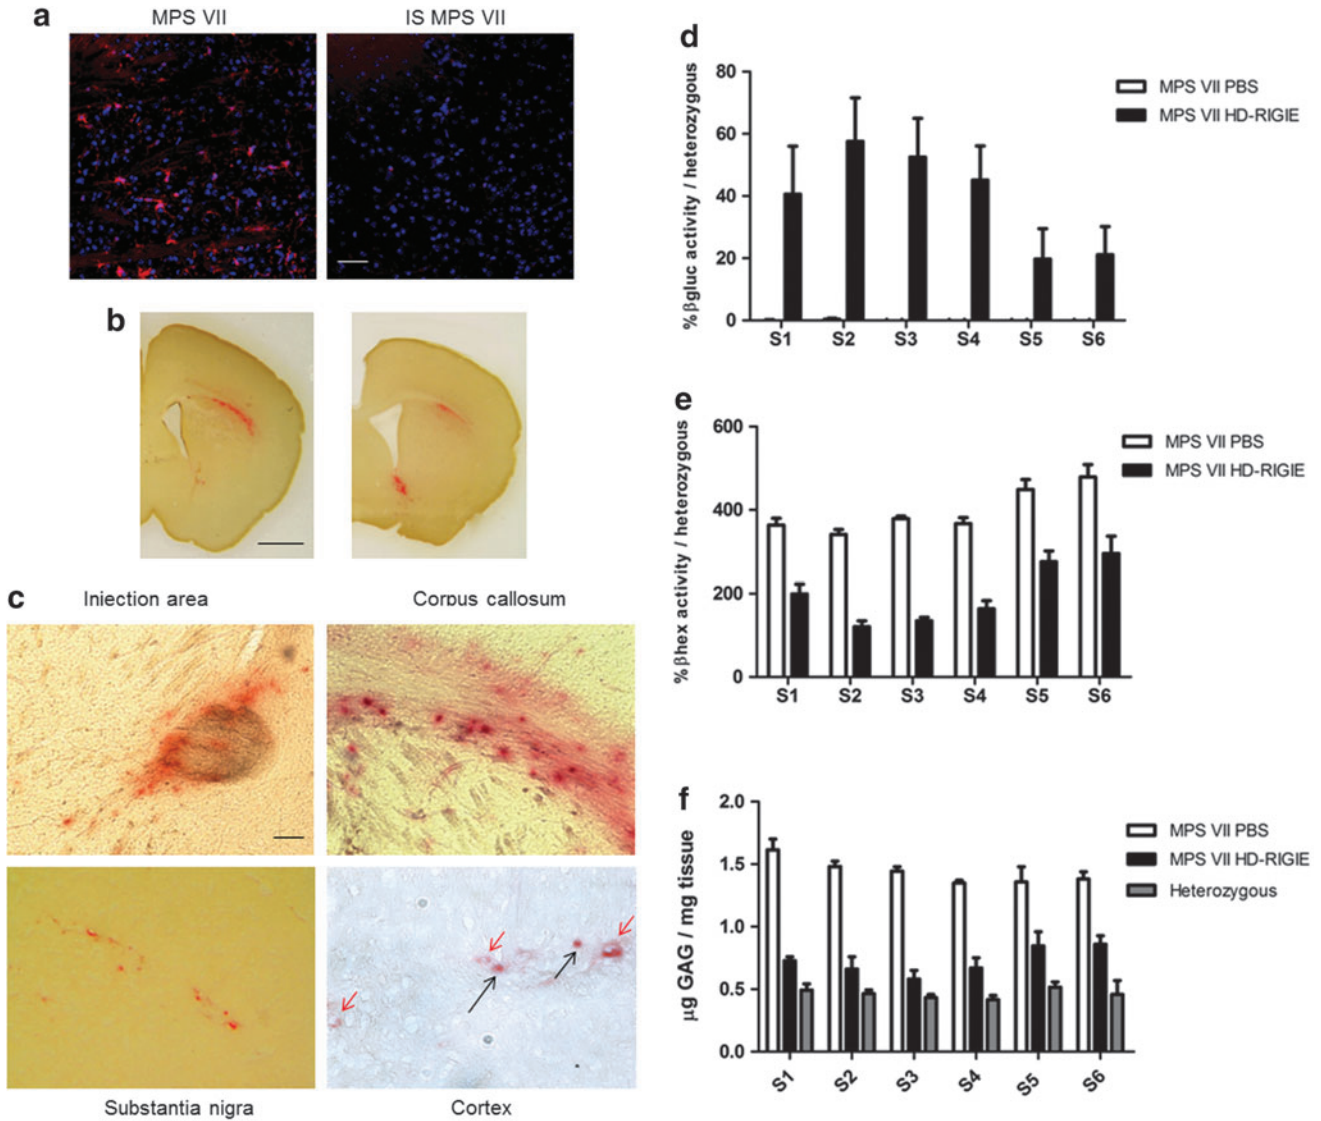 a
MPS VII
IS MPS VII
b
c
Injection area
Corpus callosum
Substantia nigra
Cortex
d
% βgluc activity / heterozygous
80
60
40
20
0
S1 S2 S3 S4 S5 S6
MPS VII PBS
MPS VII HD-RIGIE
e
% βhex activity / heterozygous
600
400
200
0
S1 S2 S3 S4 S5 S6
MPS VII PBS
MPS VII HD-RIGIE
f
µg GAG / mg tissue
2.0
1.5
1.0
0.5
0.0
S1 S2 S3 S4 S5 S6
MPS VII PBS
MPS VII HD-RIGIE
Heterozygous